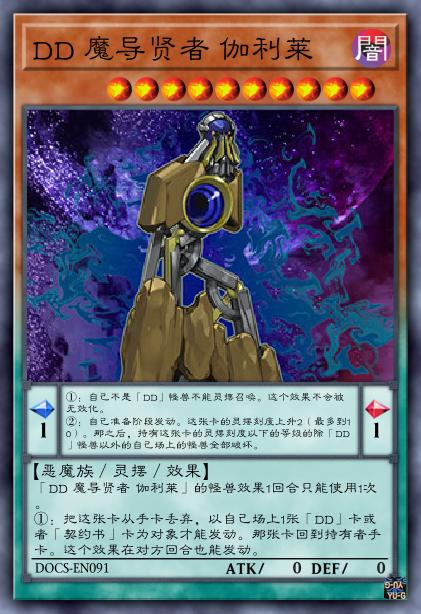 DD 魔导贤者 伽利莱
闇
①：自己不是「DD」怪兽不能灵摆召唤。这个效果不会被
无效化。
②：自己准备阶段发动。这张卡的灵摆刻度上升2（最多到1
0）。那之后，持有这张卡的灵摆刻度以下的等级的除「DD
」怪兽以外的自己场上的怪兽全部破坏。
1
1
【恶魔族／灵摆／效果】
「DD 魔导贤者 伽利莱」的怪兽效果1回合只能使用1次
。
①：把这张卡从手卡丢弃，以自己场上1张「DD」卡或
者「契约书」卡为对象才能发动。那张卡回到持有者手
卡。这个效果在对方回合也能发动。
DOCS-EN091
ATK/ 0 DEF/ 0